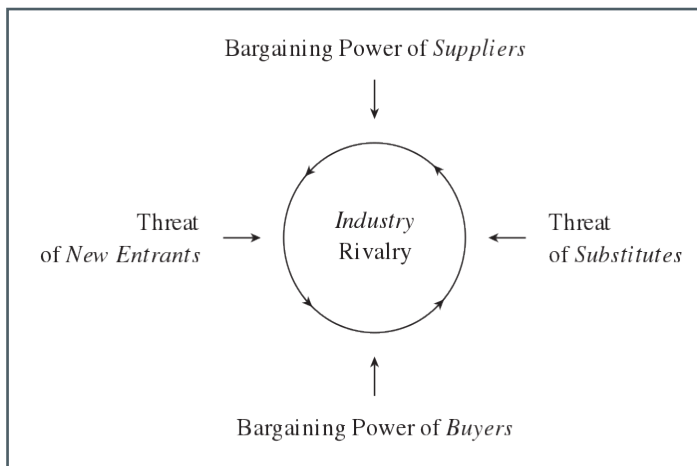 Bargaining Power of Suppliers
Threat
of New Entrants
Industry
Rivalry
Threat
of Substitutes
Bargaining Power of Buyers